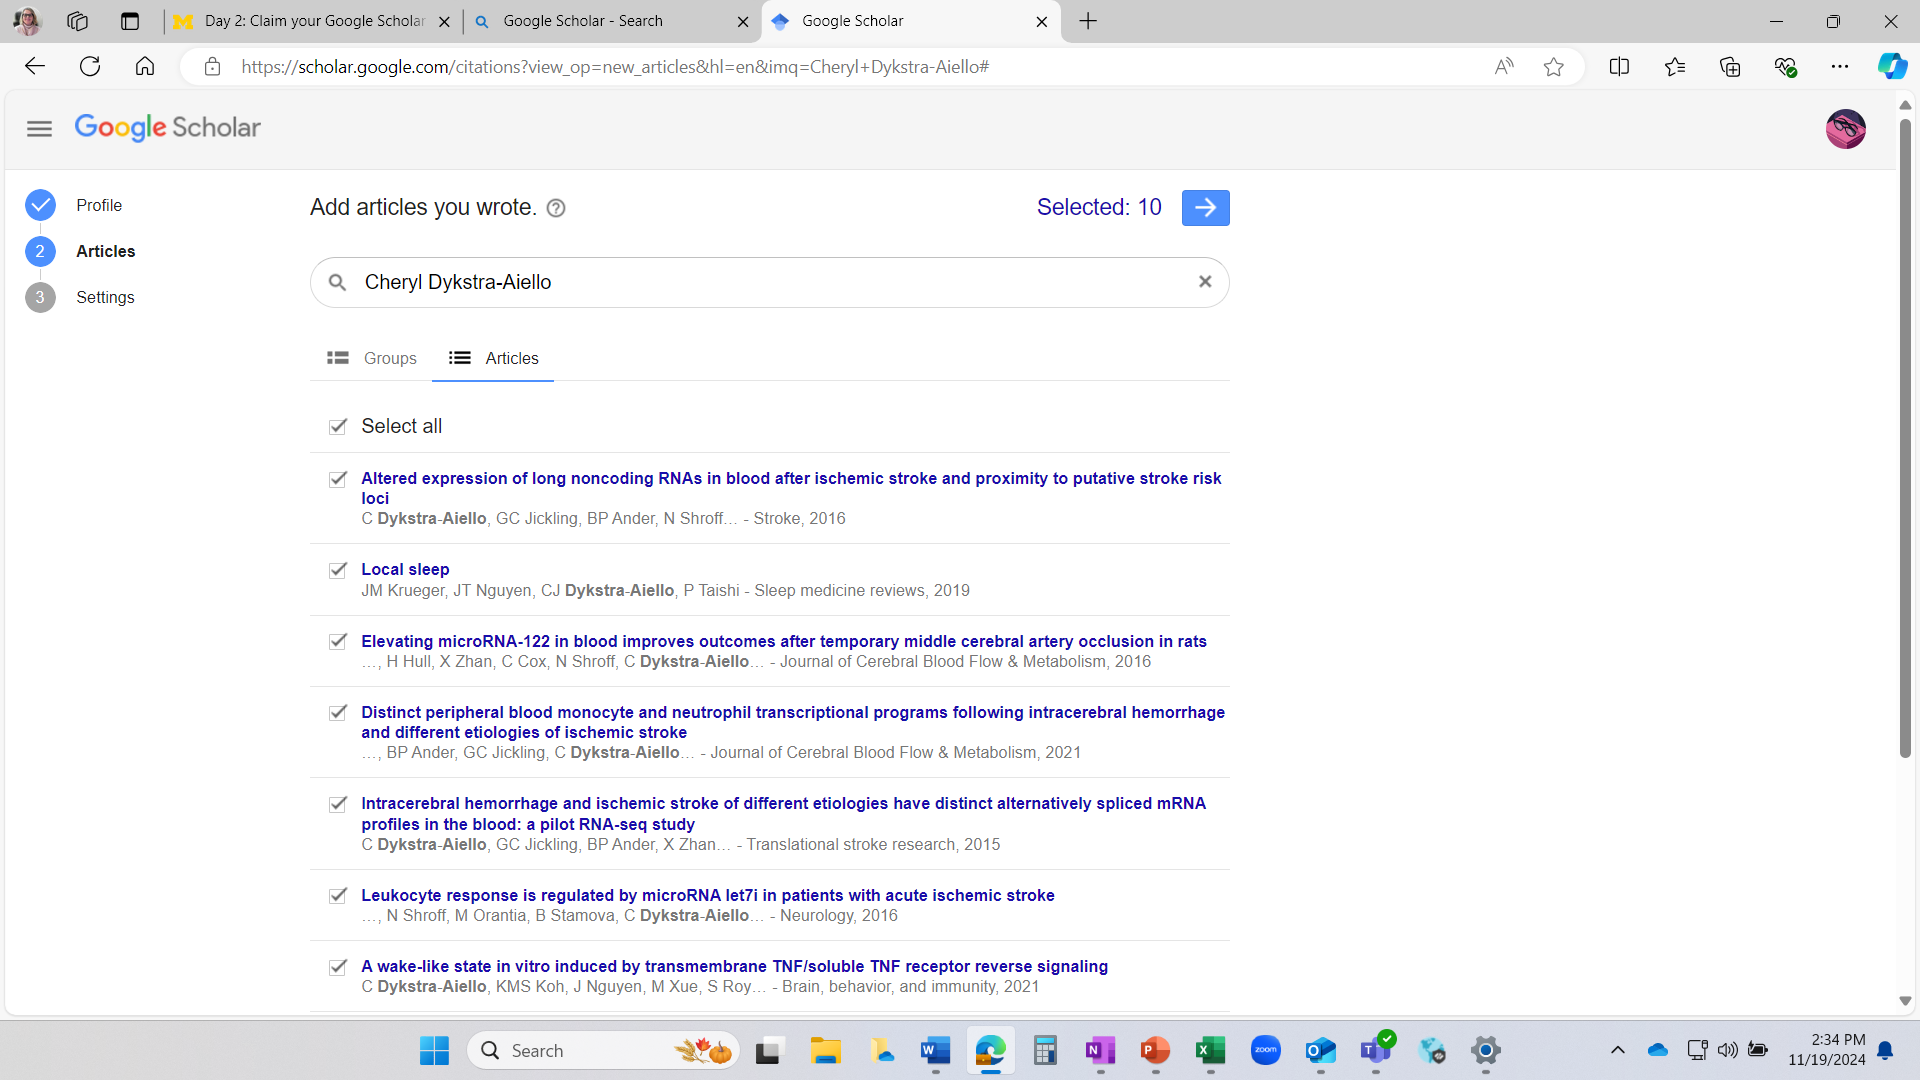 Day 2: Claim your Google Scholar
Google Scholar - Search
Google Scholar
https://scholar.google.com/citations?view_op=new_articles&hl=en&imq=Cheryl+Dykstra-Aiello#
Google Scholar
Profile
2 Articles
3 Settings
Add articles you wrote. ?
Selected: 10
Cheryl Dykstra-Aiello
Groups
Articles
Select all
Altered expression of long noncoding RNAs in blood after ischemic stroke and proximity to putative stroke risk
loci
C Dykstra-Aiello, GC Jickling, BP Ander, N Shroff… - Stroke, 2016
Local sleep
JM Krueger, JT Nguyen, CJ Dykstra-Aiello, P Taishi - Sleep medicine reviews, 2019
Elevating microRNA-122 in blood improves outcomes after temporary middle cerebral artery occlusion in rats
…, H Hull, X Zhan, C Cox, N Shroff, C Dykstra-Aiello… - Journal of Cerebral Blood Flow & Metabolism, 2016
Distinct peripheral blood monocyte and neutrophil transcriptional programs following intracerebral hemorrhage
and different etiologies of ischemic stroke
…, BP Ander, GC Jickling, C Dykstra-Aiello… - Journal of Cerebral Blood Flow & Metabolism, 2021
Intracerebral hemorrhage and ischemic stroke of different etiologies have distinct alternatively spliced mRNA
profiles in the blood: a pilot RNA-seq study
C Dykstra-Aiello, GC Jickling, BP Ander, X Zhan… - Translational stroke research, 2015
Leukocyte response is regulated by microRNA let7i in patients with acute ischemic stroke
…, N Shroff, M Orantia, B Stamova, C Dykstra-Aiello… - Neurology, 2016
A wake-like state in vitro induced by transmembrane TNF/soluble TNF receptor reverse signaling
C Dykstra-Aiello, KMS Koh, J Nguyen, M Xue, S Roy… - Brain, behavior, and immunity, 2021
Search
zoom
2:34 PM
11/19/2024